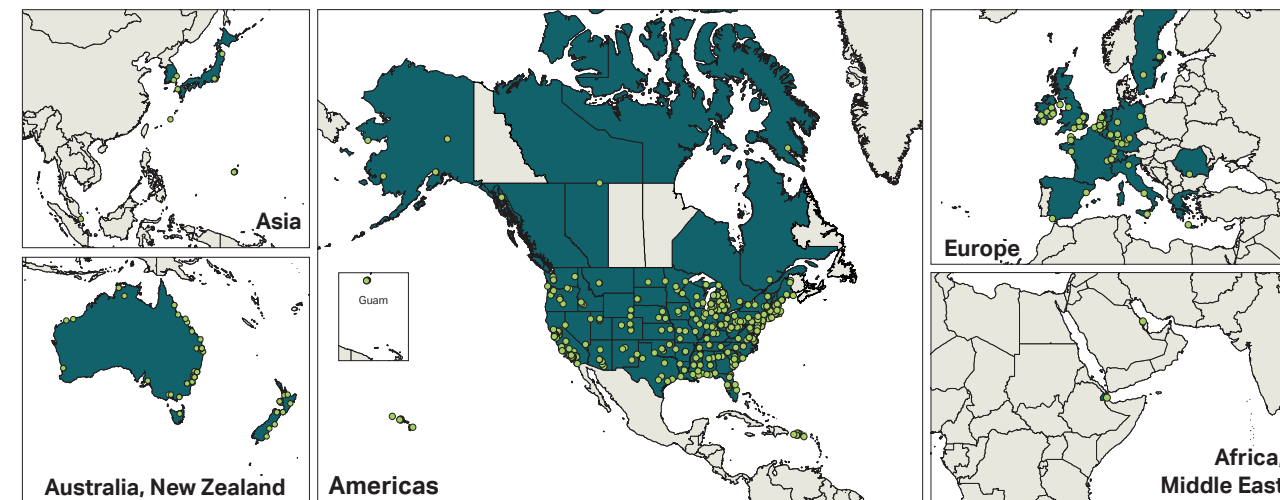 Asia
Australia, New Zealand
Guam
Americas
Europe
Africa,
Middle East